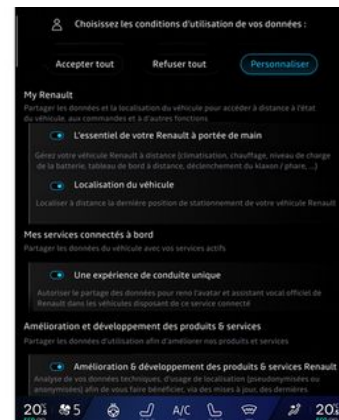 Choisissez les conditions d'utilisation de vos données :
Accepter tout
Refuser tout
Personnaliser
My Renault
Partager les données et la localisation du véhicule pour accéder à distance à l'état
du véhicule, aux commandes et à d'autres fonctions
L'essentiel de votre Renault à portée de main
Gérez votre véhicule Renault à distance (climatisation, chauffage, niveau de charge
de la batterie, tableau de bord à distance, déclenchement du klaxon / phare, ...)
Localisation du véhicule
Localiser à distance la dernière position de stationnement de votre véhicule Renault
Mes services connectés à bord
Partager les données du véhicule avec vos services actifs
Une expérience de conduite unique
Autoriser le partage des données pour reno l'avatar et assistant vocal officiel de
Renault dans les véhicules disposant de ce service connecté
Amélioration et développement des produits & services
Partager les données d'utilisation afin d'améliorer nos produits et services
Amélioration & développement des produits & services Renault
Analyse de vos données techniques, d'usage de localisation (pseudonymisées ou
anonymisées) afin de vous faire bénéficier, via des mises à jour, des dernières
20 5 A/C 20